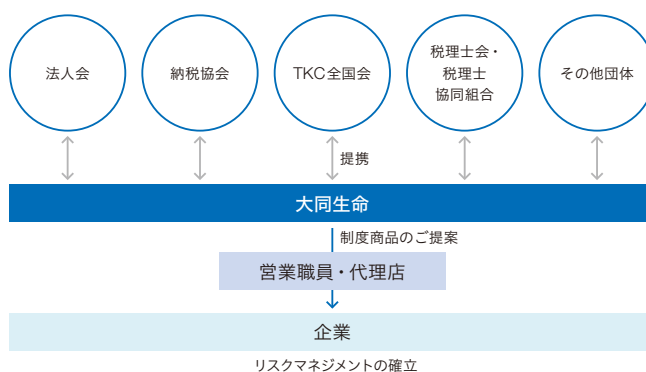 法人会
納税協会
TKC全国会
税理士会・
税理士
協同組合
その他団体
提携
大同生命
制度商品のご提案
営業職員・代理店
企業
リスクマネジメントの確立